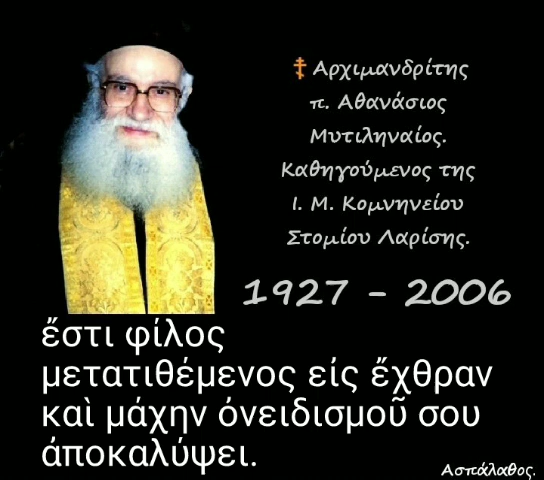 ☦ Αρχιμανδρίτης
π. Αθανάσιος
Μυτιληναίος.
Καθηγούμενος της
Ι. Μ. Κομνηνείου
Στομίου Λαρίσης.
1927 - 2006
ἔστι φίλος
μετατιθέμενος εἰς ἔχθραν
καὶ μάχην ὀνειδισμοῦ σου
ἀποκαλύψει.
Ασπάλαθος.